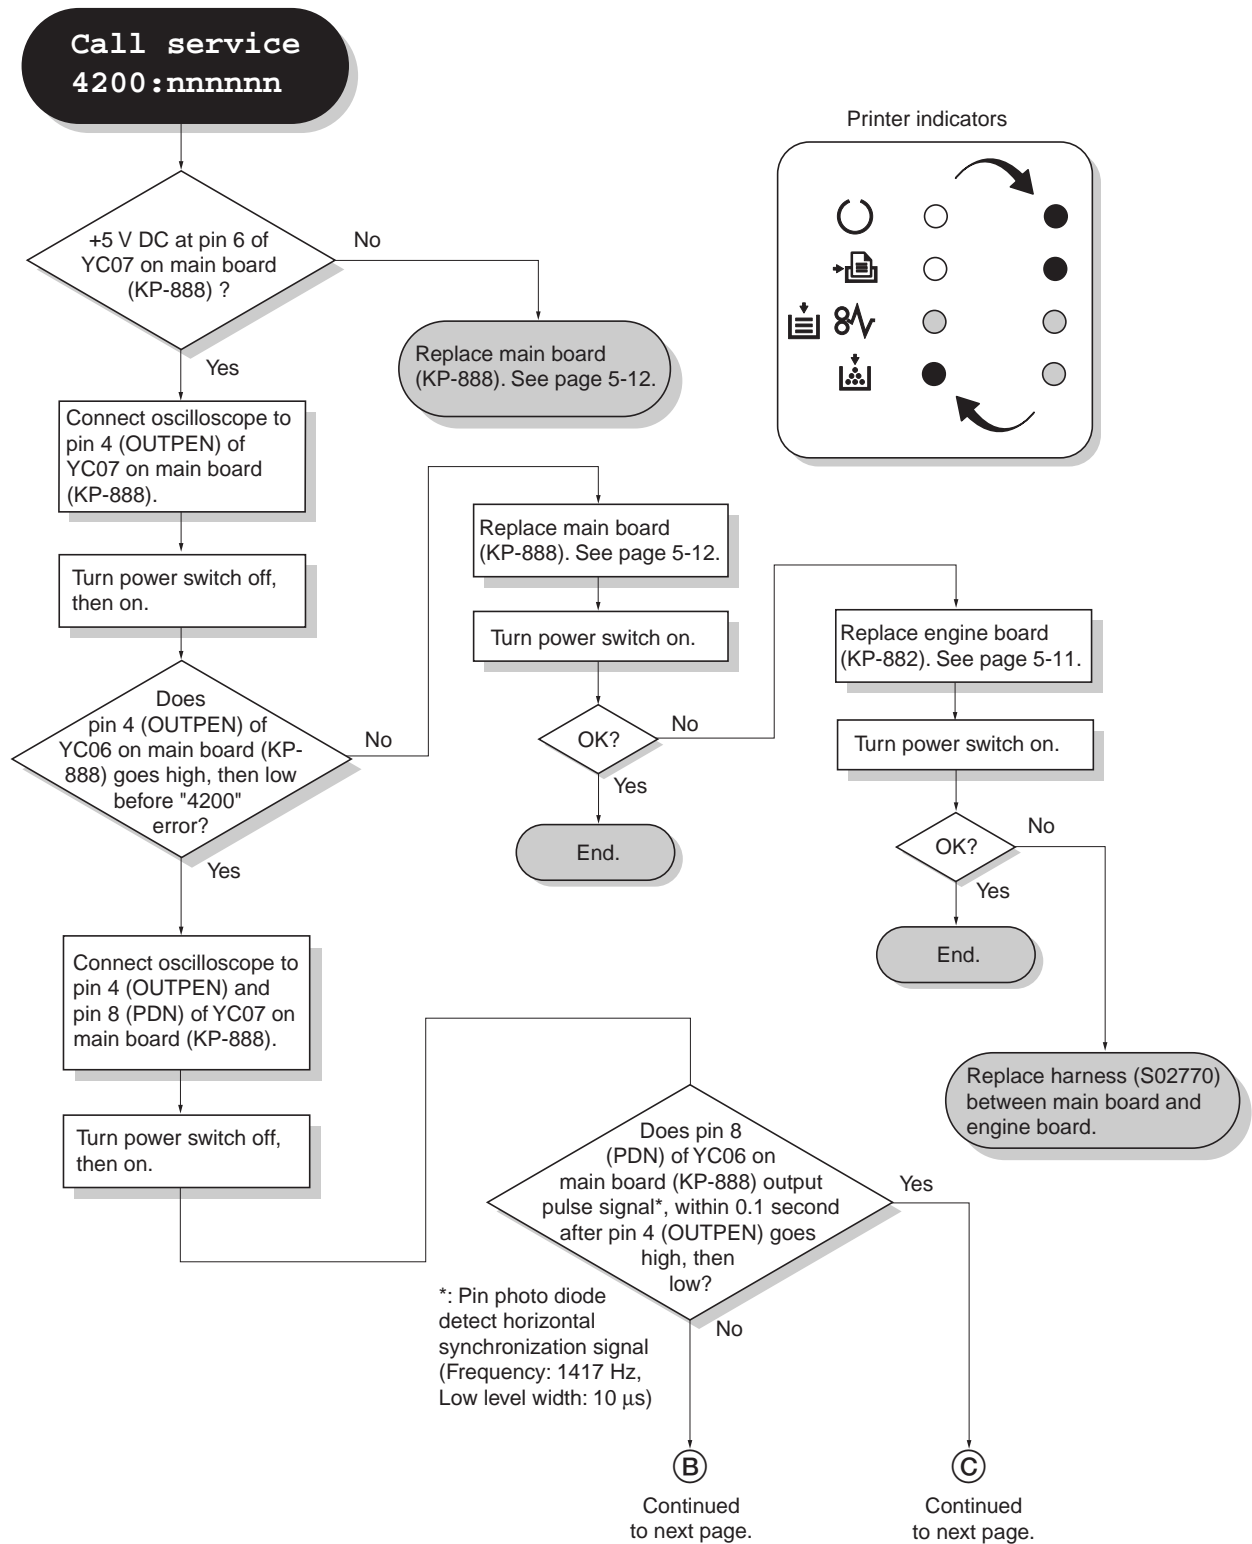 Call service
4200:nnnnnn
Printer indicators
+5 V DC at pin 6 of
YC07 on main board
(KP-888) ?
No
Replace main board
(KP-888). See page 5-12.
Yes
Connect oscilloscope to
pin 4 (OUTPEN) of
YC07 on main board
(KP-888).
Turn power switch off,
then on.
Does
pin 4 (OUTPEN) of
YC06 on main board (KP-
888) goes high, then low
before "4200"
error?
No
Replace main board
(KP-888). See page 5-12.
Turn power switch on.
OK?
No
Yes
End.
Replace engine board
(KP-882). See page 5-11.
Turn power switch on.
OK?
No
Yes
End.
Replace harness (S02770)
between main board and
engine board.
Yes
Connect oscilloscope to
pin 4 (OUTPEN) and
pin 8 (PDN) of YC07 on
main board (KP-888).
Turn power switch off,
then on.
Does pin 8
(PDN) of YC06 on
main board (KP-888) output
pulse signal*, within 0.1 second
after pin 4 (OUTPEN) goes
high, then
low?
Yes
No
*: Pin photo diode
detect horizontal
synchronization signal
(Frequency: 1417 Hz,
Low level width: 10 µs)
B
Continued
to next page.
C
Continued
to next page.